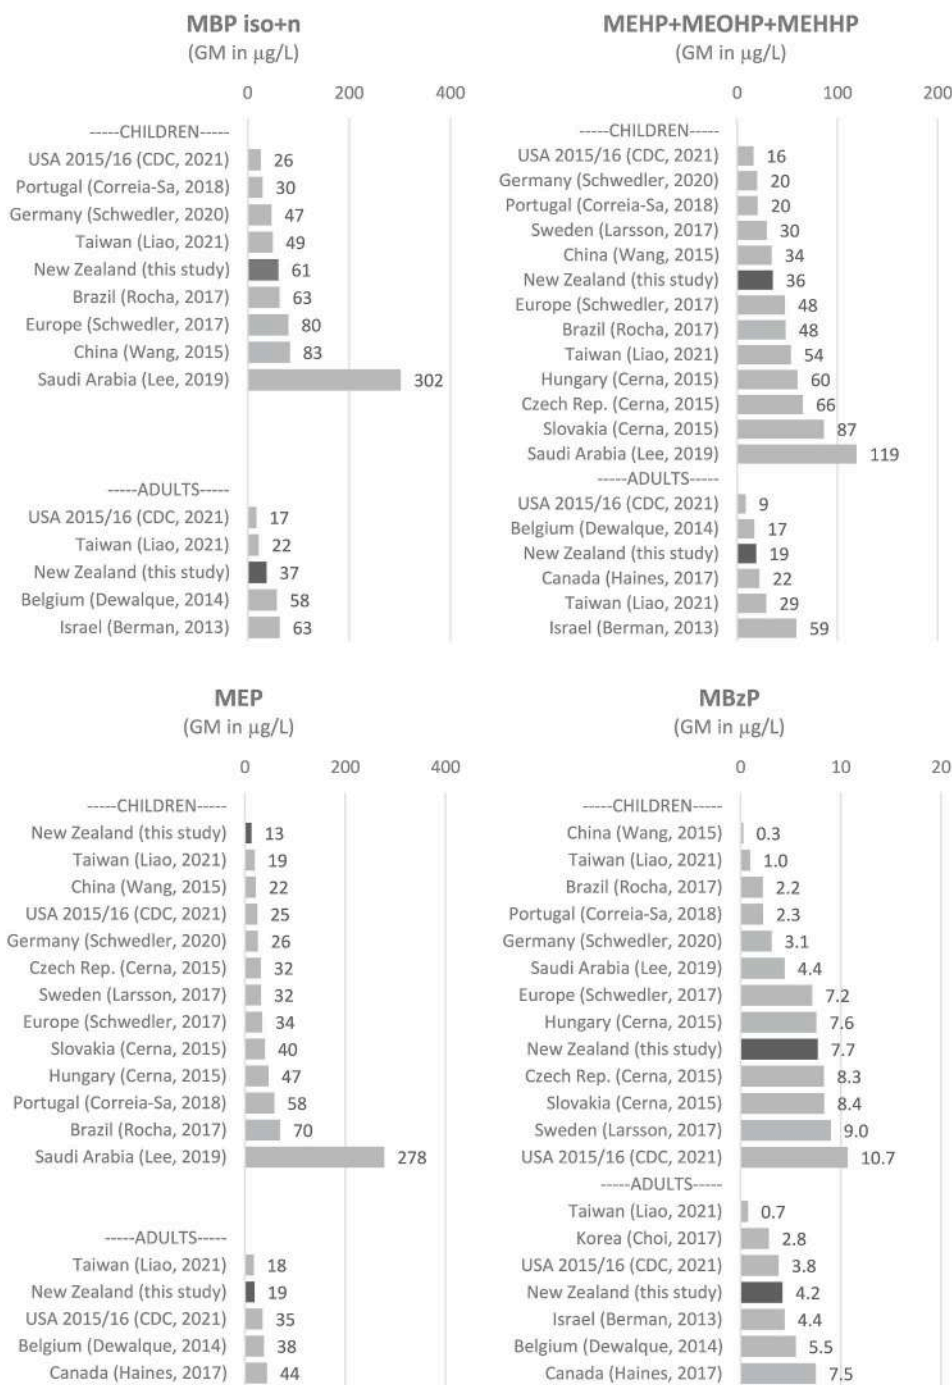 MBP iso+n
(GM in μg/L)
0 200 400
-----CHILDREN-----
USA 2015/16 (CDC, 2021) 26
Portugal (Correia-Sa, 2018) 30
Germany (Schwedler, 2020) 47
Taiwan (Liao, 2021) 49
New Zealand (this study) 61
Brazil (Rocha, 2017) 63
Europe (Schwedler, 2017) 80
China (Wang, 2015) 83
Saudi Arabia (Lee, 2019) 302
-----ADULTS-----
USA 2015/16 (CDC, 2021) 17
Taiwan (Liao, 2021) 22
New Zealand (this study) 37
Belgium (Dewalque, 2014) 58
Israel (Berman, 2013) 63
MEHP+MEOHP+MEHHP
(GM in μg/L)
0 100 200
-----CHILDREN-----
USA 2015/16 (CDC, 2021) 16
Germany (Schwedler, 2020) 20
Portugal (Correia-Sa, 2018) 20
Sweden (Larsson, 2017) 30
China (Wang, 2015) 34
New Zealand (this study) 36
Europe (Schwedler, 2017) 48
Brazil (Rocha, 2017) 48
Taiwan (Liao, 2021) 54
Hungary (Cerna, 2015) 60
Czech Rep. (Cerna, 2015) 66
Slovakia (Cerna, 2015) 87
Saudi Arabia (Lee, 2019) 119
-----ADULTS-----
USA 2015/16 (CDC, 2021) 9
Belgium (Dewalque, 2014) 17
New Zealand (this study) 19
Canada (Haines, 2017) 22
Taiwan (Liao, 2021) 29
Israel (Berman, 2013) 59
MEP
(GM in μg/L)
0 200 400
-----CHILDREN-----
New Zealand (this study) 13
Taiwan (Liao, 2021) 19
China (Wang, 2015) 22
USA 2015/16 (CDC, 2021) 25
Germany (Schwedler, 2020) 26
Czech Rep. (Cerna, 2015) 32
Sweden (Larsson, 2017) 32
Europe (Schwedler, 2017) 34
Slovakia (Cerna, 2015) 40
Hungary (Cerna, 2015) 47
Portugal (Correia-Sa, 2018) 58
Brazil (Rocha, 2017) 70
Saudi Arabia (Lee, 2019) 278
-----ADULTS-----
Taiwan (Liao, 2021) 18
New Zealand (this study) 19
USA 2015/16 (CDC, 2021) 35
Belgium (Dewalque, 2014) 38
Canada (Haines, 2017) 44
MBzP
(GM in μg/L)
0 10 20
-----CHILDREN-----
China (Wang, 2015) 0.3
Taiwan (Liao, 2021) 1.0
Brazil (Rocha, 2017) 2.2
Portugal (Correia-Sa, 2018) 2.3
Germany (Schwedler, 2020) 3.1
Saudi Arabia (Lee, 2019) 4.4
Europe (Schwedler, 2017) 7.2
Hungary (Cerna, 2015) 7.6
New Zealand (this study) 7.7
Czech Rep. (Cerna, 2015) 8.3
Slovakia (Cerna, 2015) 8.4
Sweden (Larsson, 2017) 9.0
USA 2015/16 (CDC, 2021) 10.7
-----ADULTS-----
Taiwan (Liao, 2021) 0.7
Korea (Choi, 2017) 2.8
USA 2015/16 (CDC, 2021) 3.8
New Zealand (this study) 4.2
Israel (Berman, 2013) 4.4
Belgium (Dewalque, 2014) 5.5
Canada (Haines, 2017) 7.5